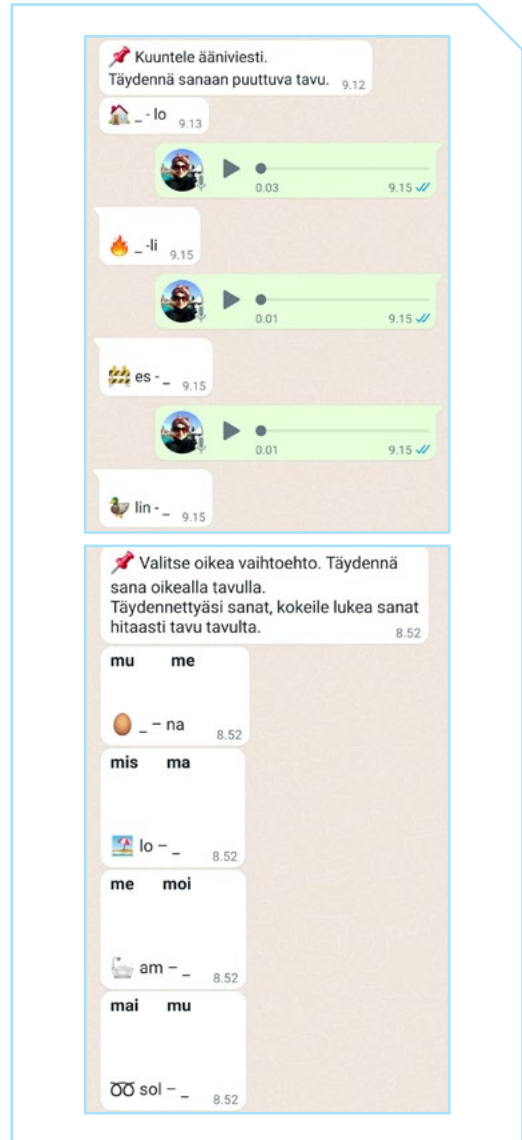 📌 Kuuntele ääniviesti.
Täydennä sanaan puuttuva tavu. 9.12
🏠 _ - lo 9.13
0.03 9.15
🔥 _ -li 9.15
0.01 9.15
🚧 es - _ 9.15
0.01 9.15
🦆 lin - _ 9.15
📌 Valitse oikea vaihtoehto. Täydennä
sana oikealla tavulla.
Täydennettyäsi sanat, kokeile lukea sanat
hitaasti tavu tavulta. 8.52
mu me
🥚 _ – na 8.52
mis ma
🏖 lo – _ 8.52
me moi
🛁 am – _ 8.52
mai mu
➿ sol – _ 8.52